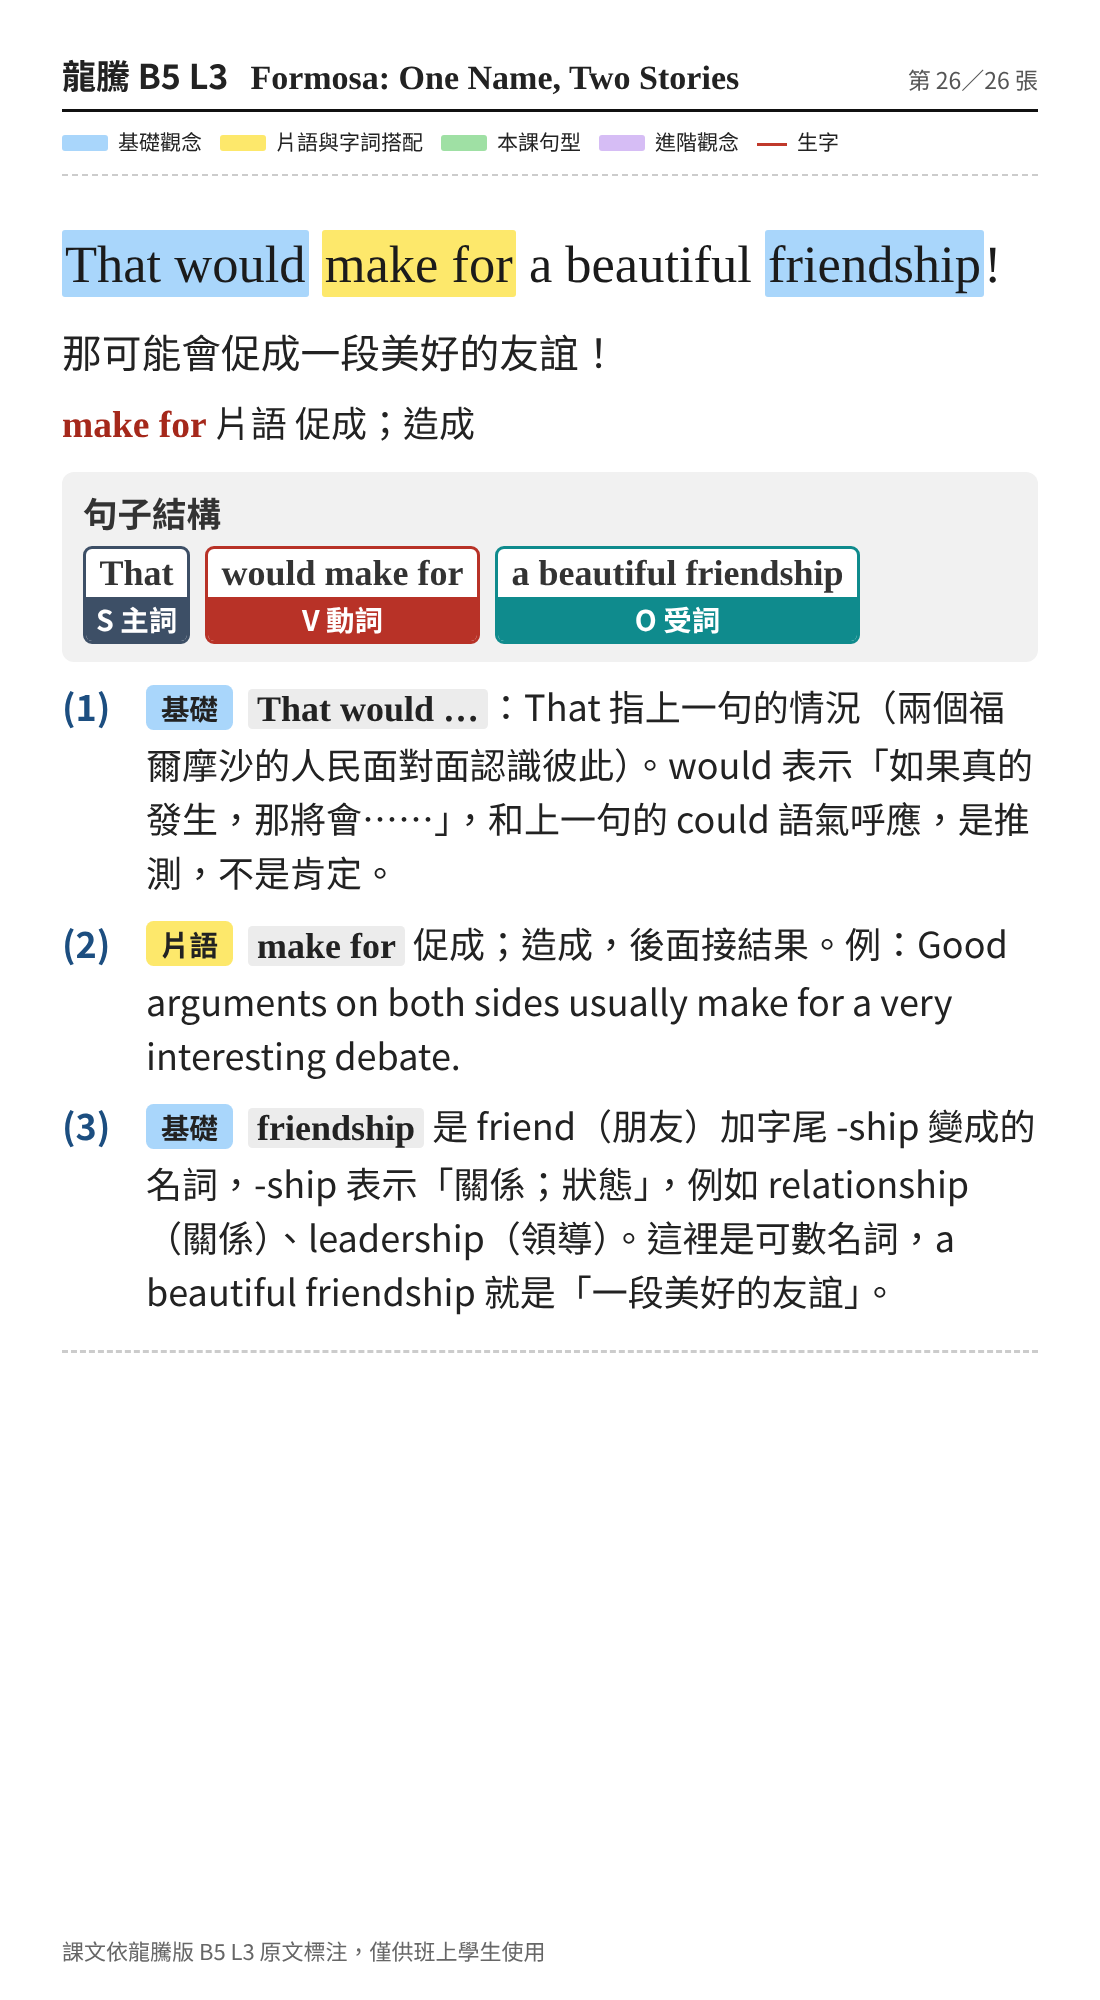 龍騰 B5 L3 Formosa: One Name, Two Stories 第 26／26 張
基礎觀念 片語與字詞搭配 本課句型 進階觀念 生字
That would make for a beautiful friendship!
那可能會促成一段美好的友誼！
make for 片語 促成；造成
句子結構
That would make for a beautiful friendship
S 主詞 V 動詞 O 受詞
(1) 基礎 That would …：That 指上一句的情況（兩個福
爾摩沙的人民面對面認識彼此）。would 表示「如果真的
發生，那將會……」，和上一句的 could 語氣呼應，是推
測，不是肯定。
(2) 片語 make for 促成；造成，後面接結果。例：Good
arguments on both sides usually make for a very
interesting debate.
(3) 基礎 friendship 是 friend（朋友）加字尾 -ship 變成的
名詞，-ship 表示「關係；狀態」，例如 relationship
（關係）、leadership（領導）。這裡是可數名詞，a
beautiful friendship 就是「一段美好的友誼」。
課文依龍騰版 B5 L3 原文標注，僅供班上學生使用